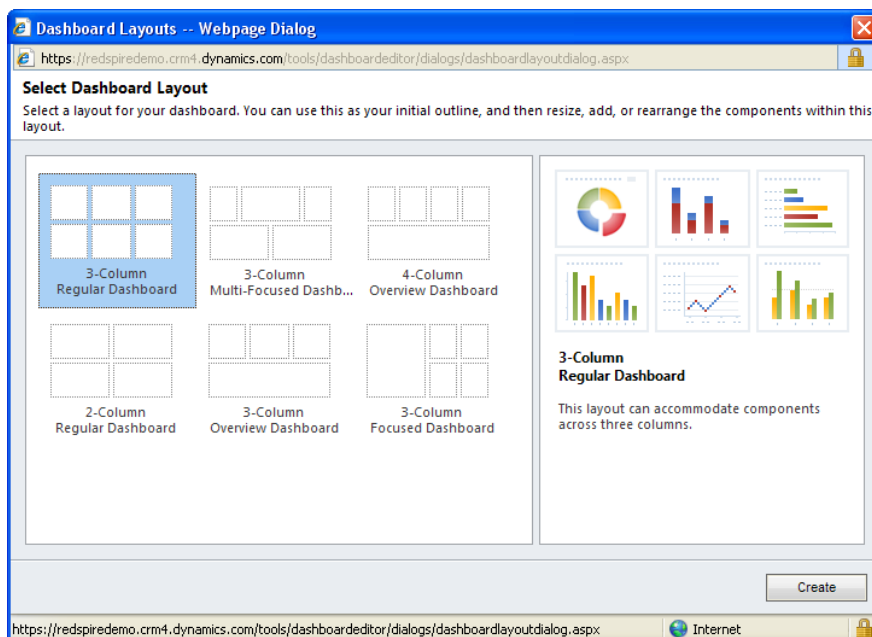 Dashboard Layouts -- Webpage Dialog
https://redspiredemo.crm4.dynamics.com/tools/dashboardeditor/dialogs/dashboardlayoutdialog.aspx
Select Dashboard Layout
Select a layout for your dashboard. You can use this as your initial outline, and then resize, add, or rearrange the components within this
layout.
3-Column
Regular Dashboard
3-Column
Multi-Focused Dashb...
4-Column
Overview Dashboard
2-Column
Regular Dashboard
3-Column
Overview Dashboard
3-Column
Focused Dashboard
3-Column
Regular Dashboard
This layout can accommodate components
across three columns.
Create
https://redspiredemo.crm4.dynamics.com/tools/dashboardeditor/dialogs/dashboardlayoutdialog.aspx
Internet